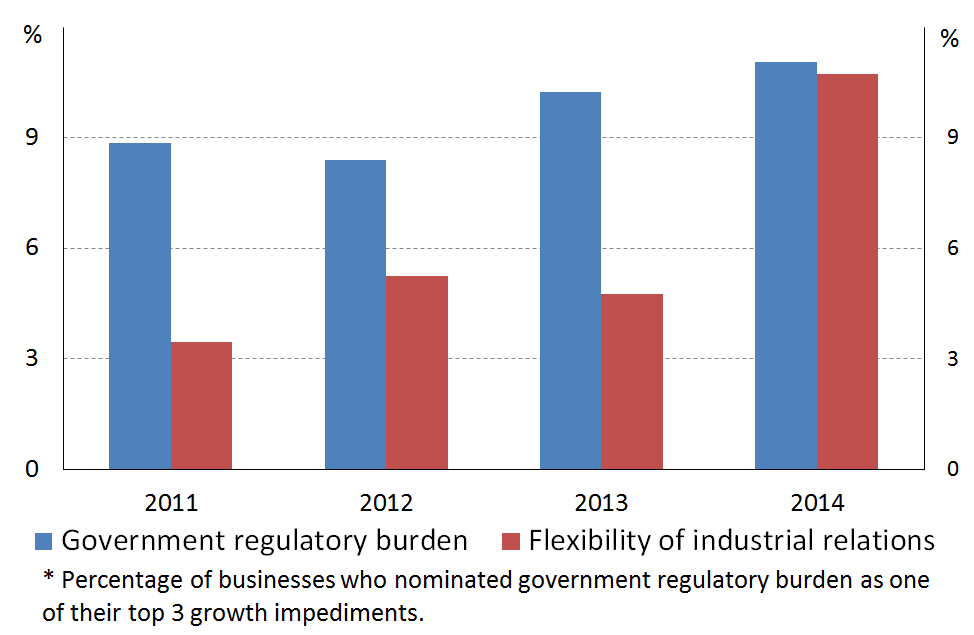 % %
9 9
6 6
3 3
0 0
2011 2012 2013 2014
Government regulatory burden Flexibility of industrial relations
* Percentage of businesses who nominated government regulatory burden as one
of their top 3 growth impediments.